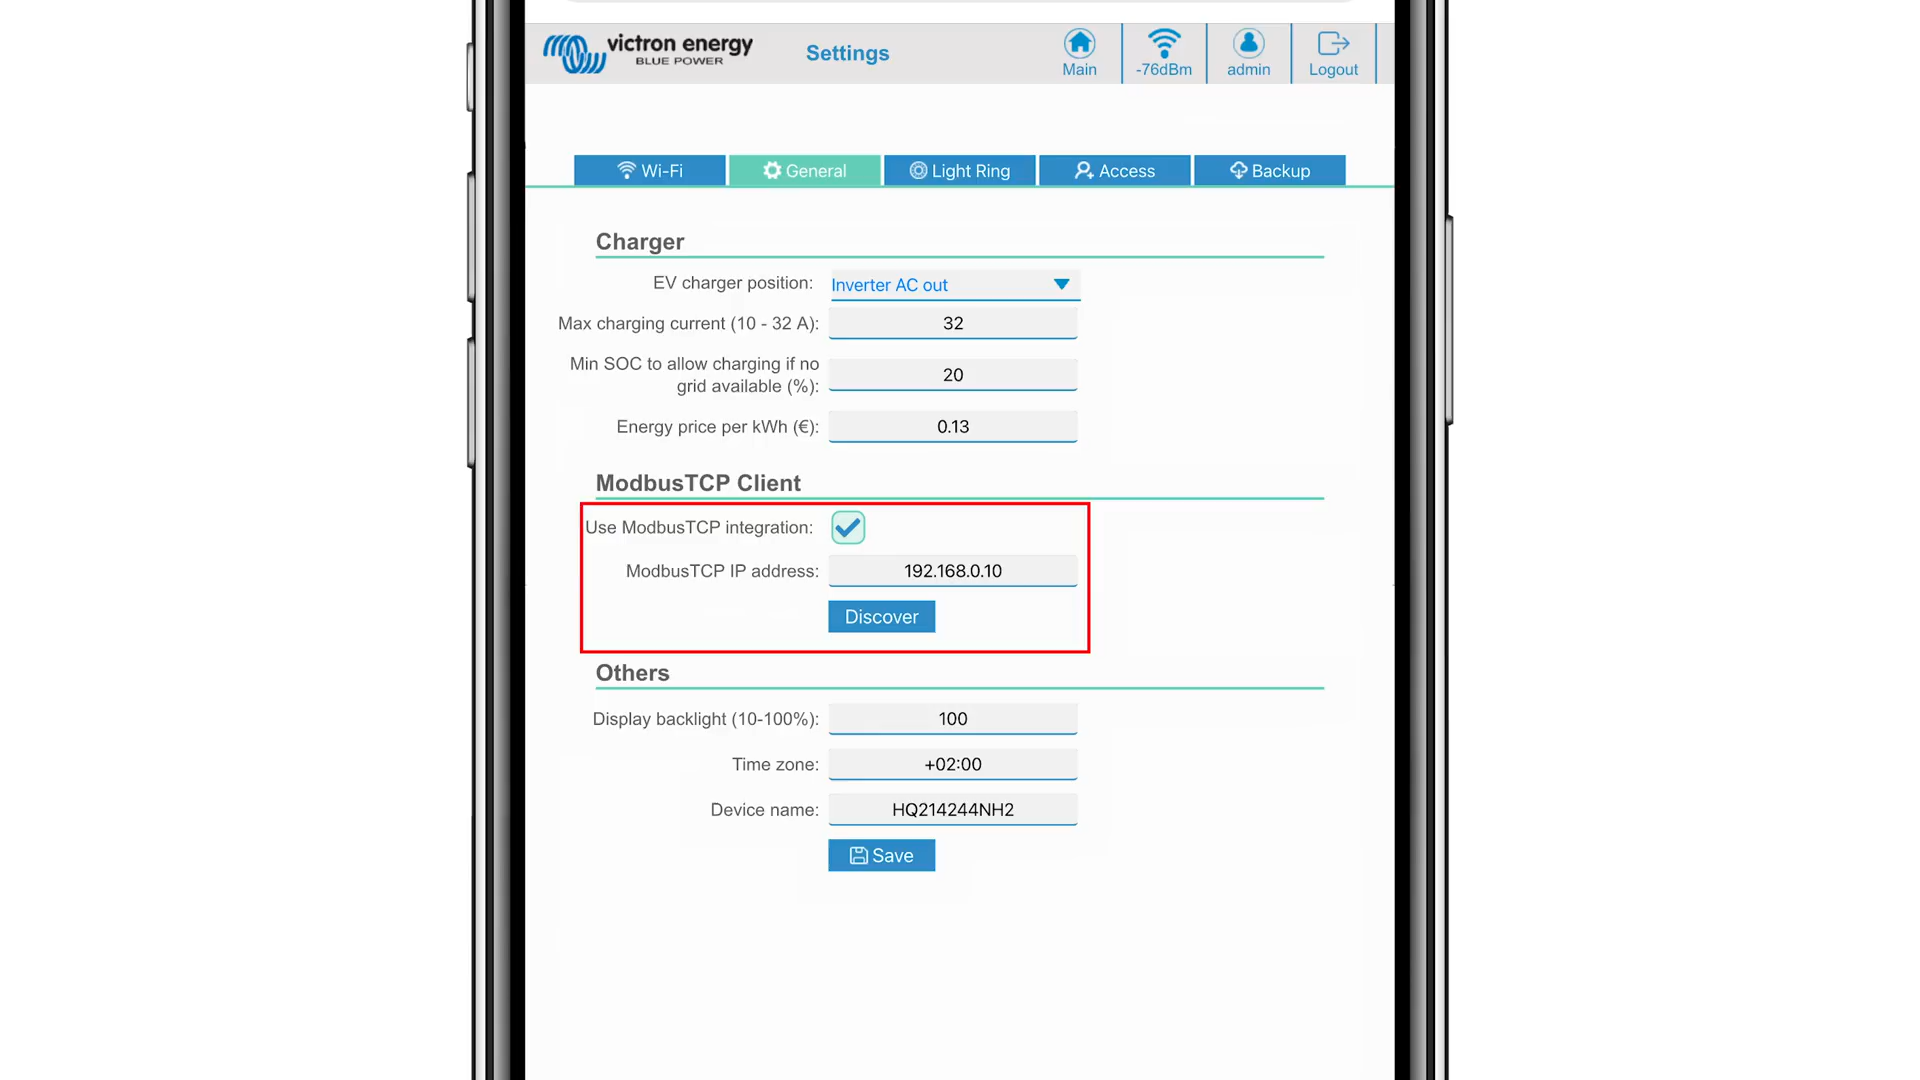 victron energy
BLUE POWER
Settings
Main
-76dBm
admin
Logout
Wi-Fi
General
Light Ring
Access
Backup
Charger
EV charger position: Inverter AC out
Max charging current (10 - 32 A): 32
Min SOC to allow charging if no
grid available (%): 20
Energy price per kWh (€): 0.13
ModbusTCP Client
Use ModbusTCP integration:
ModbusTCP IP address: 192.168.0.10
Discover
Others
Display backlight (10-100%): 100
Time zone: +02:00
Device name: HQ214244NH2
Save